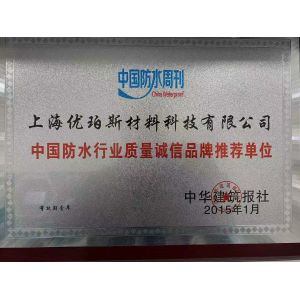 中国防水周刊
China Waterproof
上海优珀斯材料科技有限公司
中国防水行业质量诚信品牌推荐单位
中华建筑报社
2015年1月